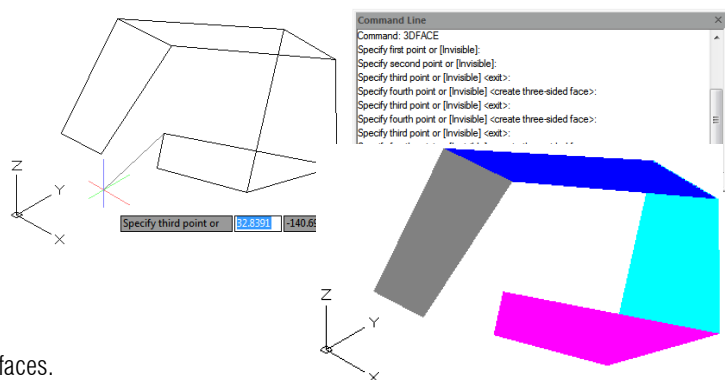 Command Line
Command: 3DFACE
Specify first point or [Invisible]:
Specify second point or [Invisible]:
Specify third point or [Invisible] <exit>:
Specify fourth point or [Invisible] <create three-sided face>:
Specify third point or [Invisible] <exit>:
Specify fourth point or [Invisible] <create three-sided face>:
Specify third point or [Invisible] <exit>:
Z
Y
X
Specify third point or 32.8391 -140.69
Z
Y
X
faces.